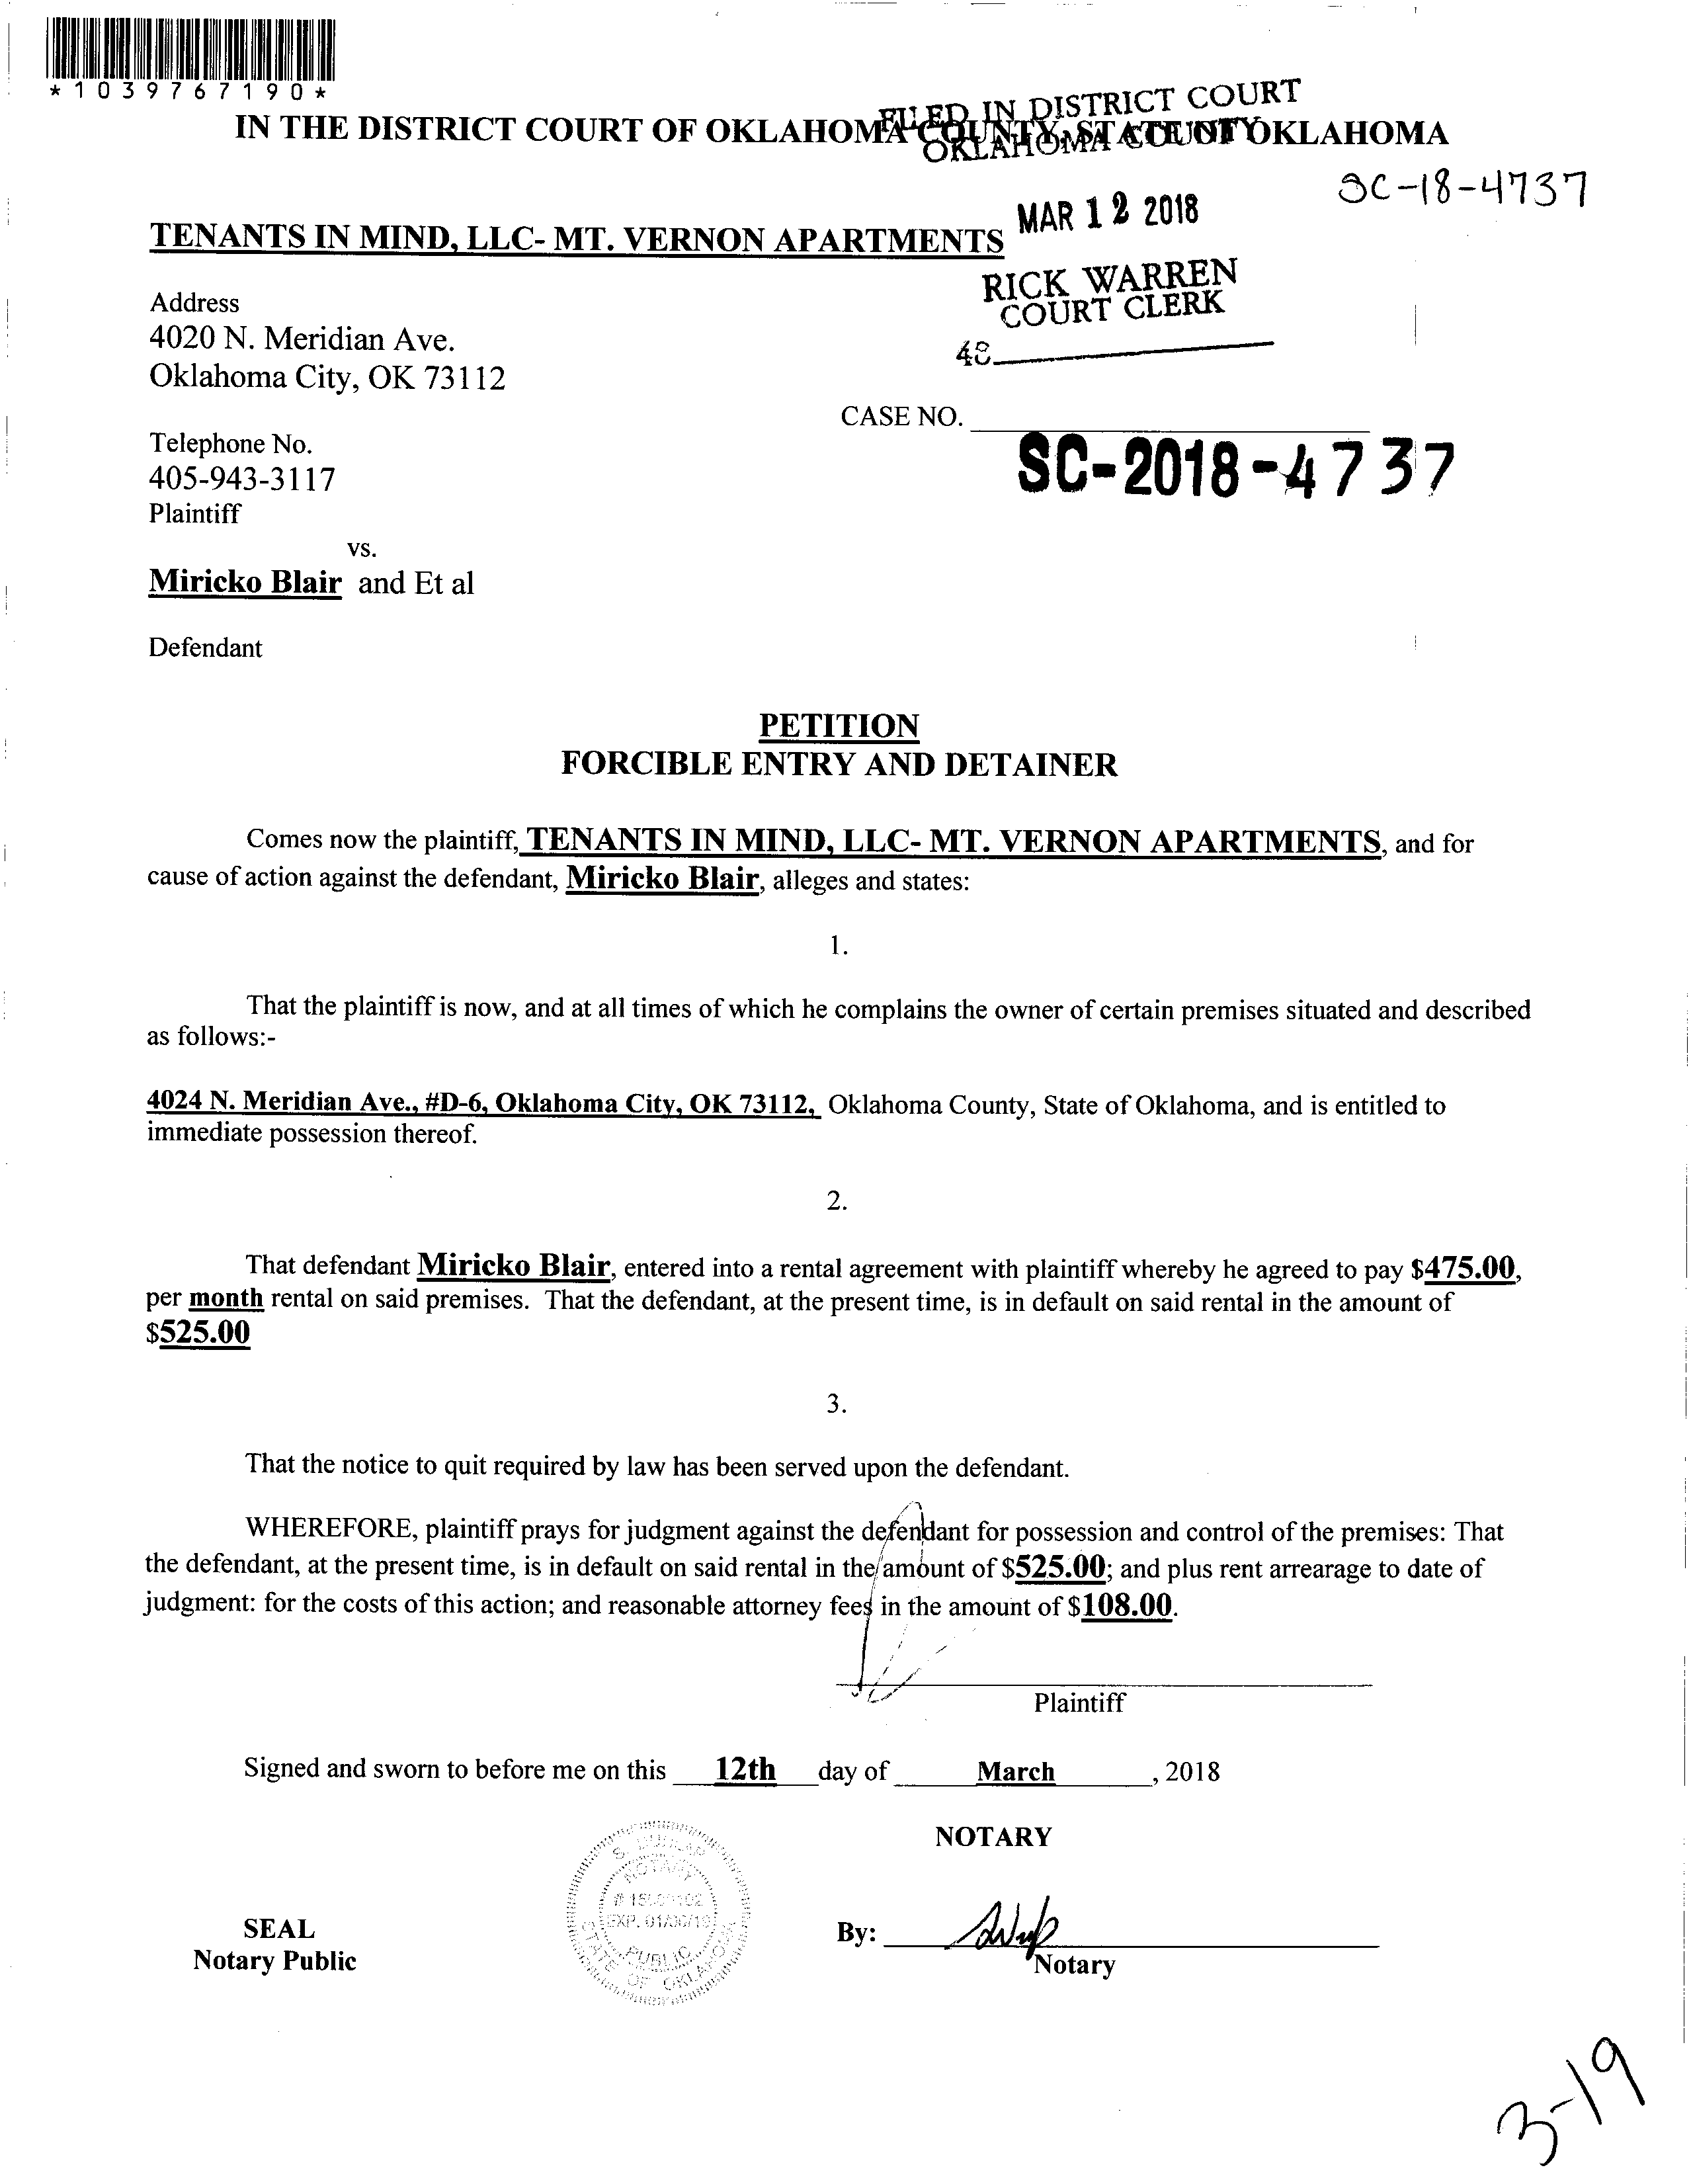 *1039767190*
IN THE DISTRICT COURT OF OKLAHOMA COUNTY, STATE OF OKLAHOMA
FILED IN DISTRICT COURT
OKLAHOMA COUNTY
SC-18-4737
MAR 12 2018
TENANTS IN MIND, LLC- MT. VERNON APARTMENTS
RICK WARREN
COURT CLERK
Address
4020 N. Meridian Ave.
Oklahoma City, OK 73112
CASE NO.
SC-2018-4737
Telephone No.
405-943-3117
Plaintiff
vs.
Miricko Blair and Et al
Defendant
PETITION
FORCIBLE ENTRY AND DETAINER
Comes now the plaintiff, TENANTS IN MIND, LLC- MT. VERNON APARTMENTS, and for
cause of action against the defendant, Miricko Blair, alleges and states:
1.
That the plaintiff is now, and at all times of which he complains the owner of certain premises situated and described
as follows:-
4024 N. Meridian Ave., #D-6, Oklahoma City, OK 73112, Oklahoma County, State of Oklahoma, and is entitled to
immediate possession thereof.
2.
That defendant Miricko Blair, entered into a rental agreement with plaintiff whereby he agreed to pay $475.00,
per month rental on said premises. That the defendant, at the present time, is in default on said rental in the amount of
$525.00
3.
That the notice to quit required by law has been served upon the defendant.
WHEREFORE, plaintiff prays for judgment against the defendant for possession and control of the premises: That
the defendant, at the present time, is in default on said rental in the amount of $525.00; and plus rent arrearage to date of
judgment: for the costs of this action; and reasonable attorney fees in the amount of $108.00.
Plaintiff
Signed and sworn to before me on this 12th day of March, 2018
NOTARY
NOTARY
PUBLIC
STATE OF OKLAHOMA
SEAL
Notary Public
By:
Notary
3-19